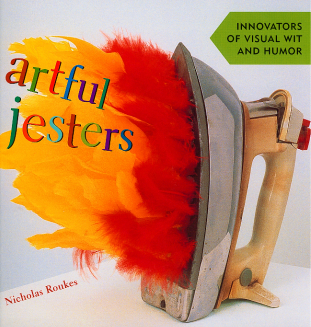 INNOVATORS
OF VISUAL WIT
AND HUMOR
artful
jesters
Nicholas Roukes